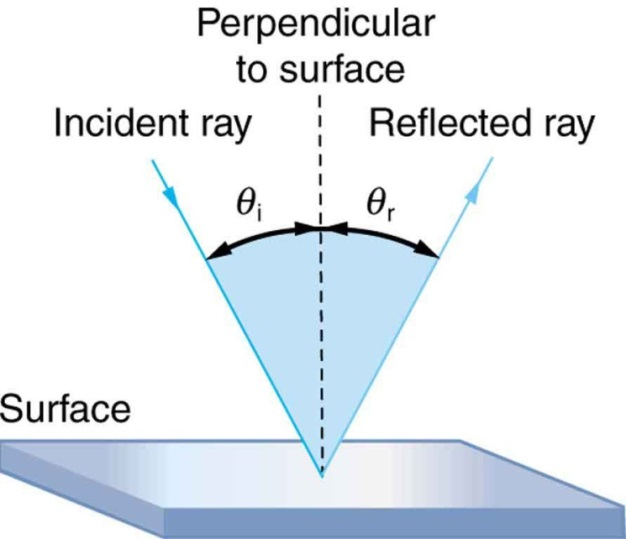 Perpendicular
to surface
Incident ray
Reflected ray
θi
θr
Surface